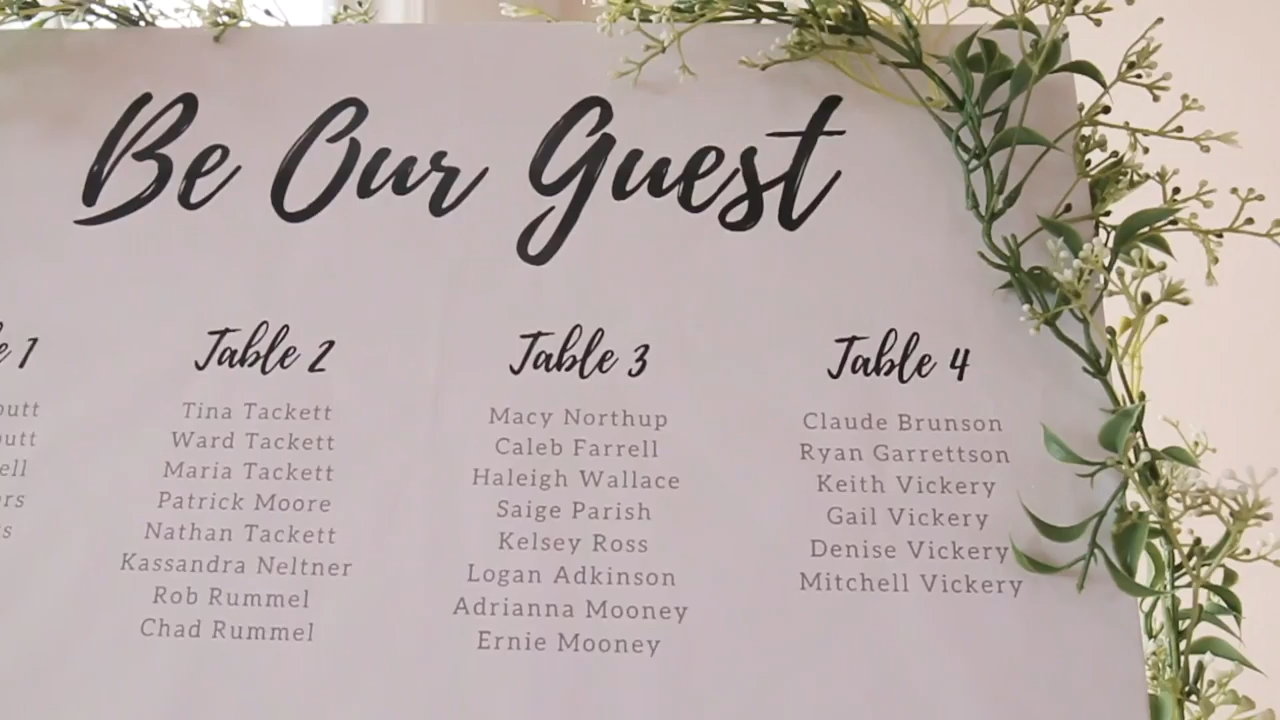 Be Our Guest
1
Table 2
Tina Tackett
Ward Tackett
Maria Tackett
Patrick Moore
Nathan Tackett
Kassandra Neltner
Rob Rummel
Chad Rummel
Table 3
Macy Northup
Caleb Farrell
Haleigh Wallace
Saige Parish
Kelsey Ross
Logan Adkinson
Adrianna Mooney
Ernie Mooney
Table 4
Claude Brunson
Ryan Garrettson
Keith Vickery
Gail Vickery
Denise Vickery
Mitchell Vickery